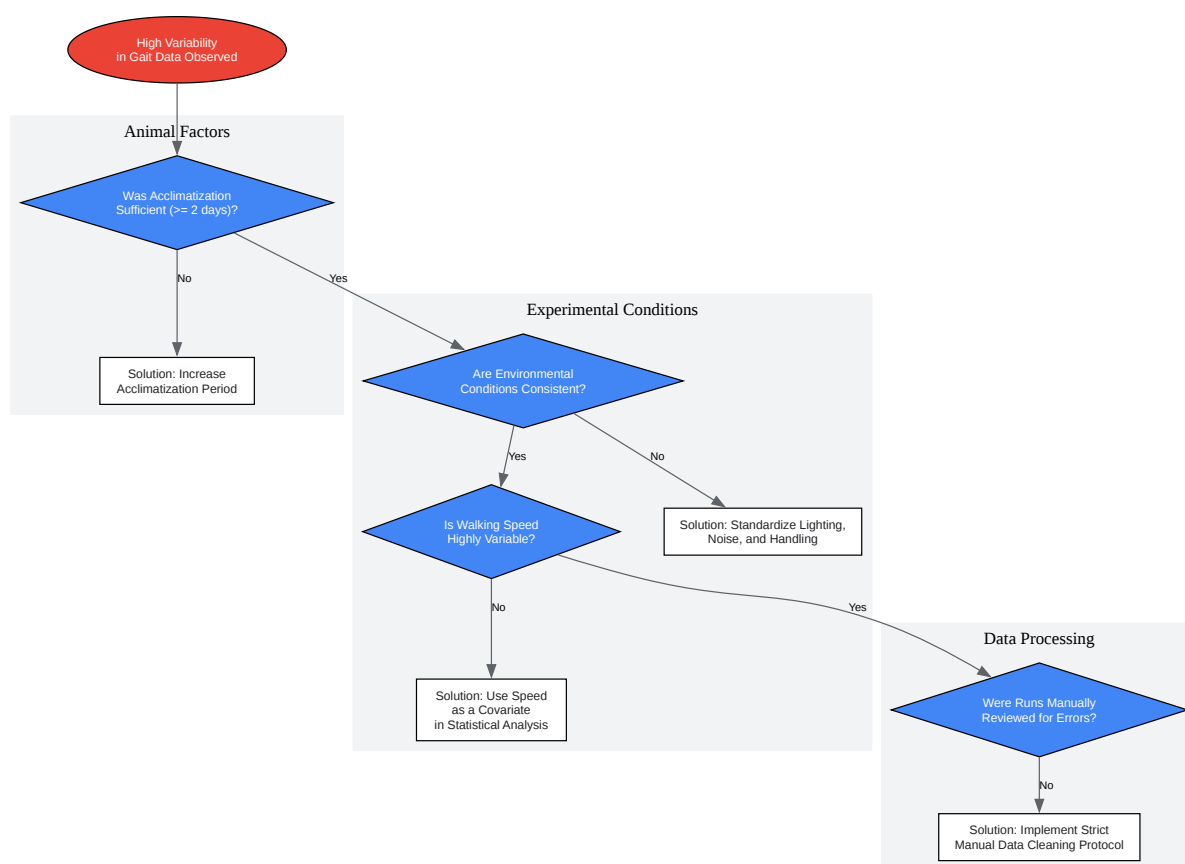 High Variability
in Gait Data Observed
Animal Factors
Was Acclimatization
Sufficient (>= 2 days)?
No
Yes
Solution: Increase
Acclimatization Period
Experimental Conditions
Are Environmental
Conditions Consistent?
Yes
No
Is Walking Speed
Highly Variable?
Solution: Standardize Lighting,
Noise, and Handling
No
Yes
Solution: Use Speed
as a Covariate
in Statistical Analysis
Data Processing
Were Runs Manually
Reviewed for Errors?
No
Solution: Implement Strict
Manual Data Cleaning Protocol